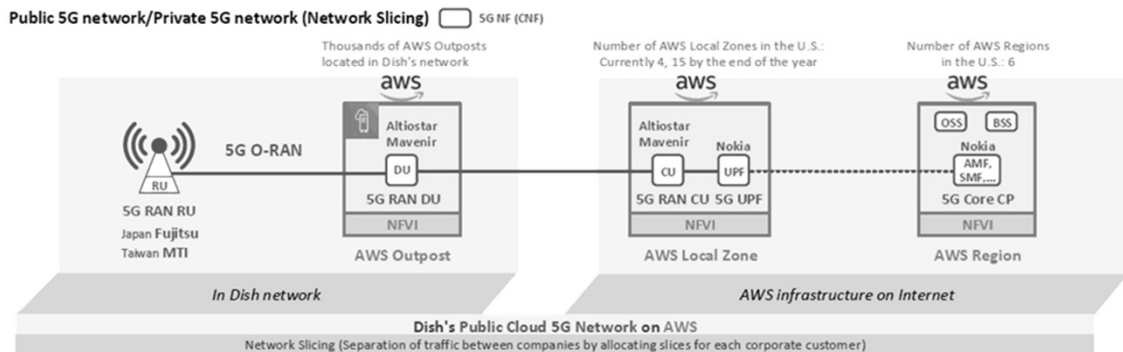 Public 5G network/Private 5G network (Network Slicing) 5G NF (CNF)
Thousands of AWS Outposts
located in Dish's network
aws
Number of AWS Local Zones in the U.S.:
Currently 4, 15 by the end of the year
aws
Number of AWS Regions
in the U.S.: 6
aws
5G O-RAN
RU
5G RAN RU
Japan Fujitsu
Taiwan MTI
Altiostar
Mavenir
DU
5G RAN DU
NFVI
AWS Outpost
Altiostar
Mavenir
Nokia
CU
UPF
5G RAN CU 5G UPF
NFVI
AWS Local Zone
OSS
BSS
Nokia
AMF,
SMF,...
5G Core CP
NFVI
AWS Region
In Dish network
AWS infrastructure on Internet
Dish's Public Cloud 5G Network on AWS
Network Slicing (Separation of traffic between companies by allocating slices for each corporate customer)